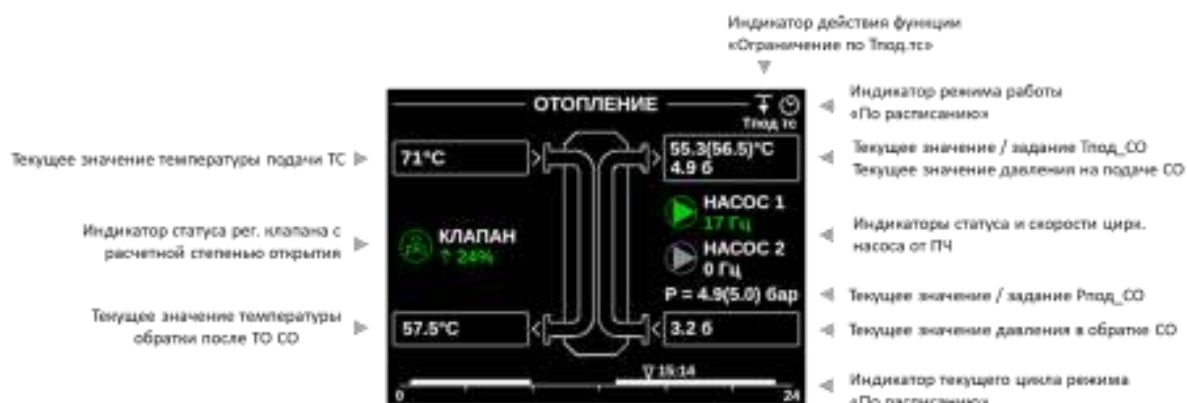 Индикатор действия функции
«Ограничение по Тпод.тс»
ОТОПЛЕНИЕ
Тпод тс
Индикатор режима работы
«По расписанию»
Текущее значение температуры подачи ТС
71°C
55.3(56.5)°C
4.9 б
Текущее значение / задание Тпод_СО
Текущее значение давления на подаче СО
Индикатор статуса рег. клапана с
расчетной степенью открытия
КЛАПАН
↑ 24%
НАСОС 1
17 Гц
НАСОС 2
0 Гц
Индикаторы статуса и скорости цирк.
насоса от ПЧ
P = 4.9(5.0) бар
Текущее значение / задание Рпод_СО
Текущее значение температуры
обратки после ТО СО
57.5°C
3.2 б
Текущее значение давления в обратке СО
15:14
0
24
Индикатор текущего цикла режима
«По расписанию»